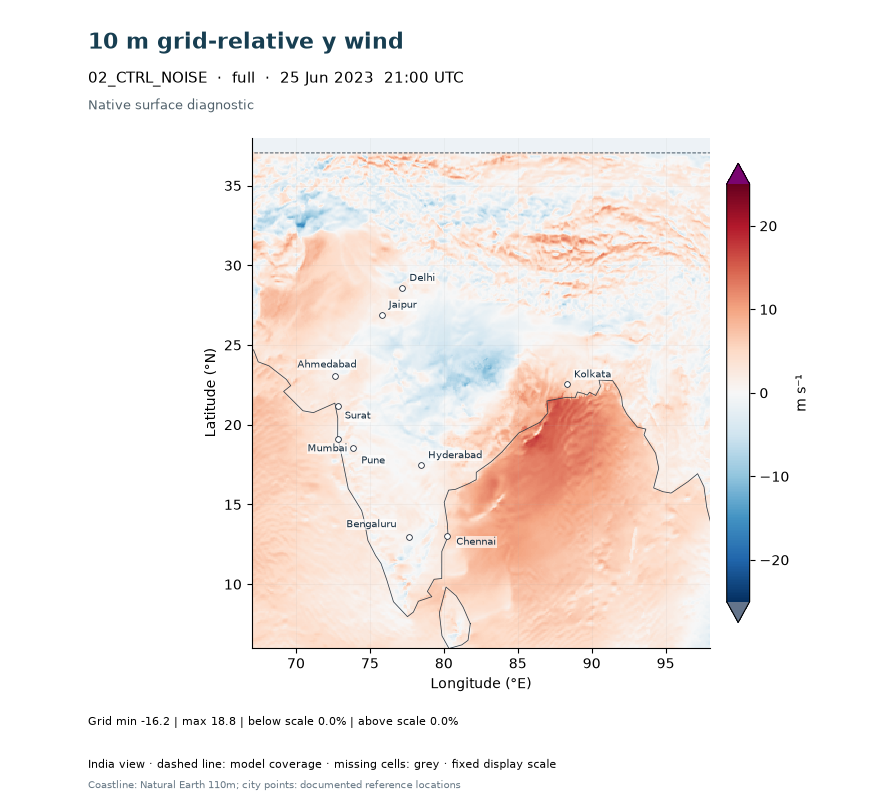 10 m grid-relative y wind
02_CTRL_NOISE · full · 25 Jun 2023 21:00 UTC
Native surface diagnostic
35
30
25
20
15
10
Latitude (°N)
Delhi
Jaipur
Ahmedabad
Kolkata
Surat
Mumbai
Pune
Hyderabad
Bengaluru
Chennai
70 75 80 85 90 95
Longitude (°E)
20
10
0
−10
−20
m s⁻¹
Grid min -16.2 | max 18.8 | below scale 0.0% | above scale 0.0%
India view · dashed line: model coverage · missing cells: grey · fixed display scale
Coastline: Natural Earth 110m; city points: documented reference locations